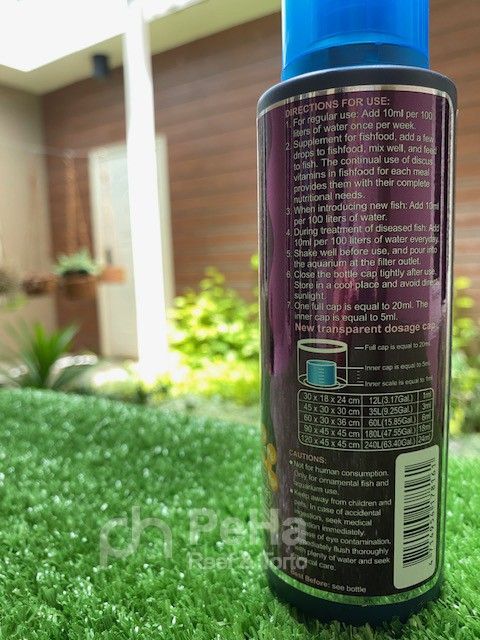 DIRECTIONS FOR USE:
1. For regular use: Add 10ml per 100
liters of water once per week.
2. Supplement for fishfood, add a few
drops to fishfood, mix well, and feed
to fish. The continual use of discus
vitamins in fishfood for each meal
provides them with their complete
nutritional needs.
3. When introducing new fish: Add 10ml
per 100 liters of water.
4. During treatment of diseased fish: Add
10ml per 100 liters of water everyday.
5. Shake well before use, and pour into
the aquarium at the filter outlet.
6. Close the bottle cap tightly after use.
Store in a cool place and avoid direct
sunlight.
7. One full cap is equal to 20ml. The
inner cap is equal to 5ml.
New transparent dosage cap
Full cap is equal to 20ml.
Inner cap is equal to 5ml
Inner scale is equal to 1ml
30 x 18 x 24 cm 12L(3.17Gal.) 1ml
45 x 30 x 30 cm 35L(9.25Gal.) 3ml
60 x 30 x 36 cm 60L(15.85Gal) 6ml
90 x 45 x 45 cm 180L(47.55Gal) 18ml
120 x 45 x 45 cm 240L(63.40Gal) 24ml
CAUTIONS:
Not for human consumption.
Only for ornamental fish and
aquarium use.
Keep away from children and
pets. In case of accidental
ingestion, seek medical
attention immediately.
In case of eye contamination,
immediately flush thoroughly
with plenty of water and seek
medical care.
Before: see bottle
ph PeHa
Reef & Horto